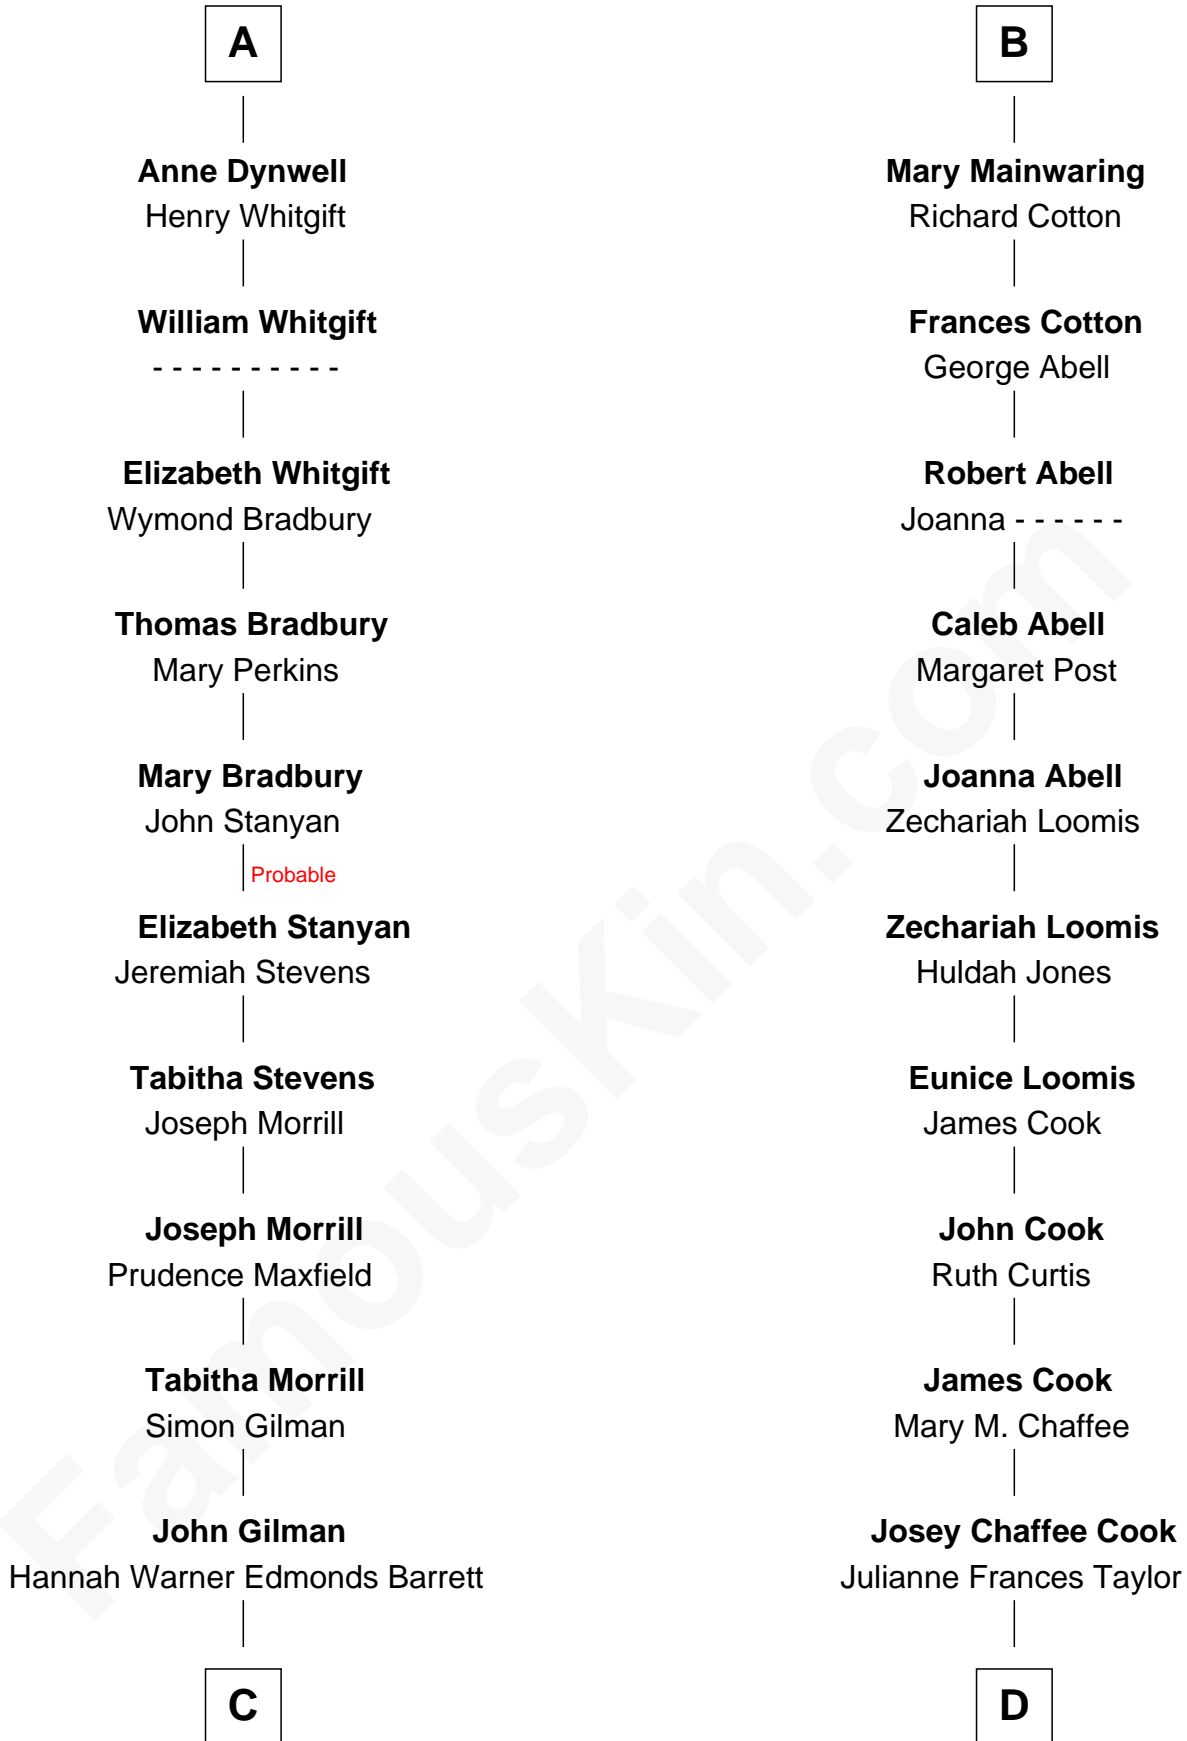 A
Anne Dynwell
Henry Whitgift
William Whitgift
- - - - - - - - - -
Elizabeth Whitgift
Wymond Bradbury
Thomas Bradbury
Mary Perkins
Mary Bradbury
John Stanyan
Probable
Elizabeth Stanyan
Jeremiah Stevens
Tabitha Stevens
Joseph Morrill
Joseph Morrill
Prudence Maxfield
Tabitha Morrill
Simon Gilman
John Gilman
Hannah Warner Edmonds Barrett
C
B
Mary Mainwaring
Richard Cotton
Frances Cotton
George Abell
Robert Abell
Joanna - - - - - -
Caleb Abell
Margaret Post
Joanna Abell
Zechariah Loomis
Zechariah Loomis
Huldah Jones
Eunice Loomis
James Cook
John Cook
Ruth Curtis
James Cook
Mary M. Chaffee
Josey Chaffee Cook
Julianne Frances Taylor
D
FamousKin.com